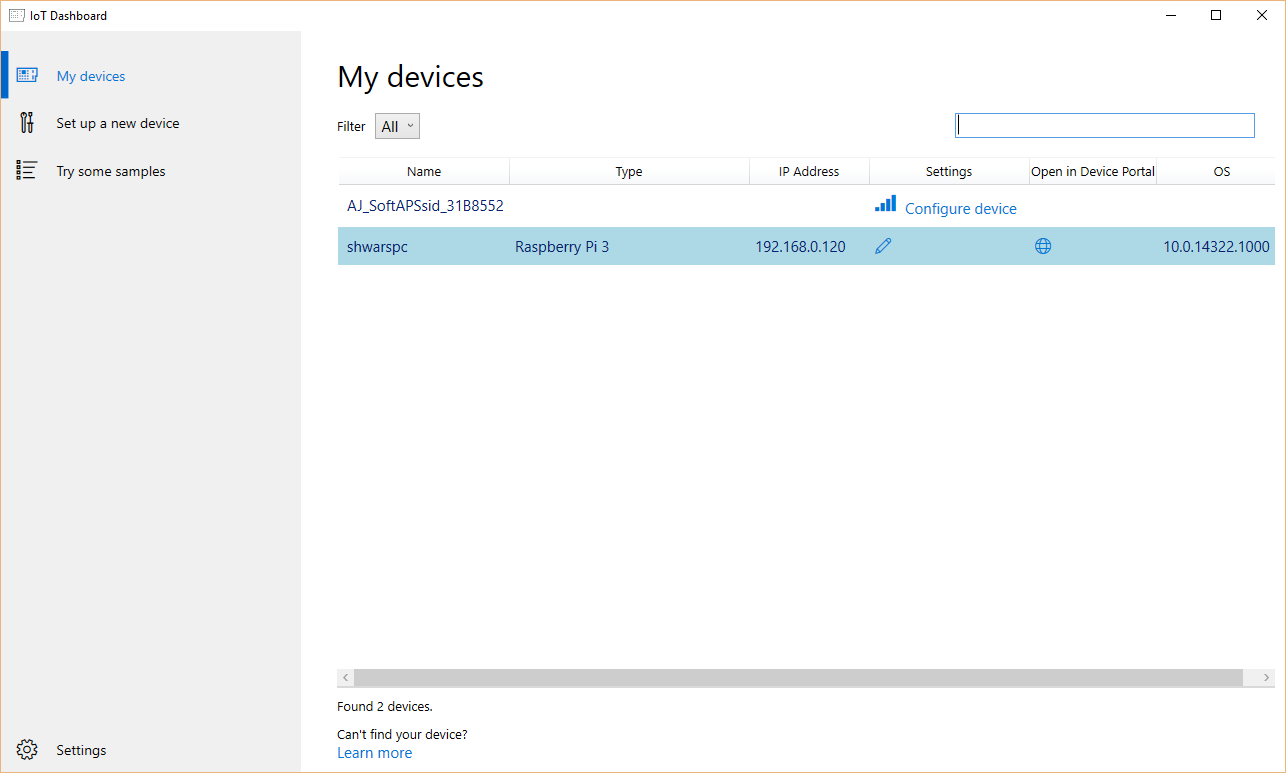 IoT Dashboard
My devices
Set up a new device
Try some samples
Settings
My devices
Filter All
Name Type IP Address Settings Open in Device Portal OS
AJ_SoftAPSsid_31B8552 Configure device
shwarspc Raspberry Pi 3 192.168.0.120 10.0.14322.1000
Found 2 devices.
Can't find your device?
Learn more